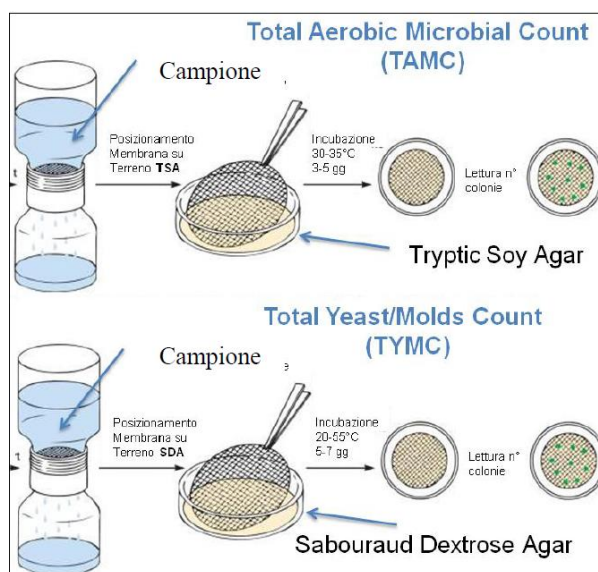 Total Aerobic Microbial Count
(TAMC)
Campione
t
Posizionamento
Membrana su
Terreno TSA
Incubazione
30-35°C
3-5 gg
Lettura n°
colonie
Tryptic Soy Agar
Total Yeast/Molds Count
(TYMC)
Campione
t
Posizionamento
Membrana su
Terreno SDA
Incubazione
20-55°C
5-7 gg
Lettura n°
colonie
Sabouraud Dextrose Agar